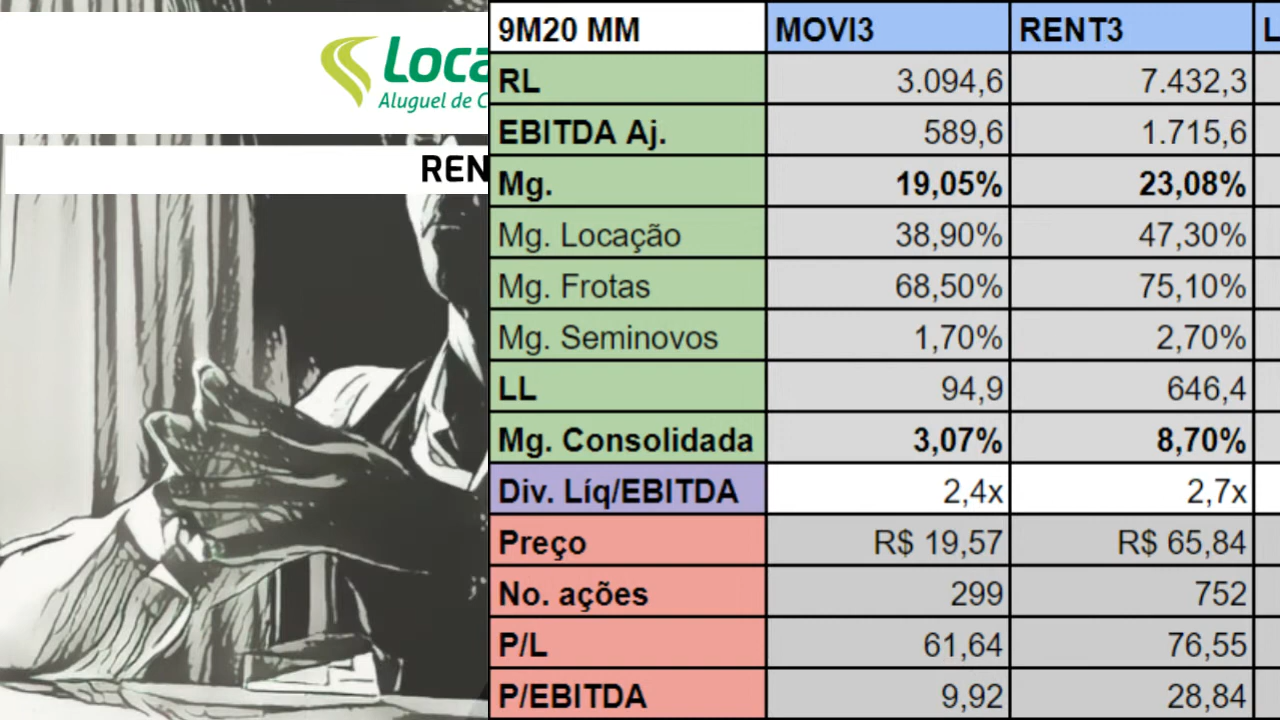 Loca
Aluguel de C
REN
9M20 MM MOVI3 RENT3 L
RL 3.094,6 7.432,3
EBITDA Aj. 589,6 1.715,6
Mg. 19,05% 23,08%
Mg. Locação 38,90% 47,30%
Mg. Frotas 68,50% 75,10%
Mg. Seminovos 1,70% 2,70%
LL 94,9 646,4
Mg. Consolidada 3,07% 8,70%
Div. Líq/EBITDA 2,4x 2,7x
Preço R$ 19,57 R$ 65,84
No. ações 299 752
P/L 61,64 76,55
P/EBITDA 9,92 28,84